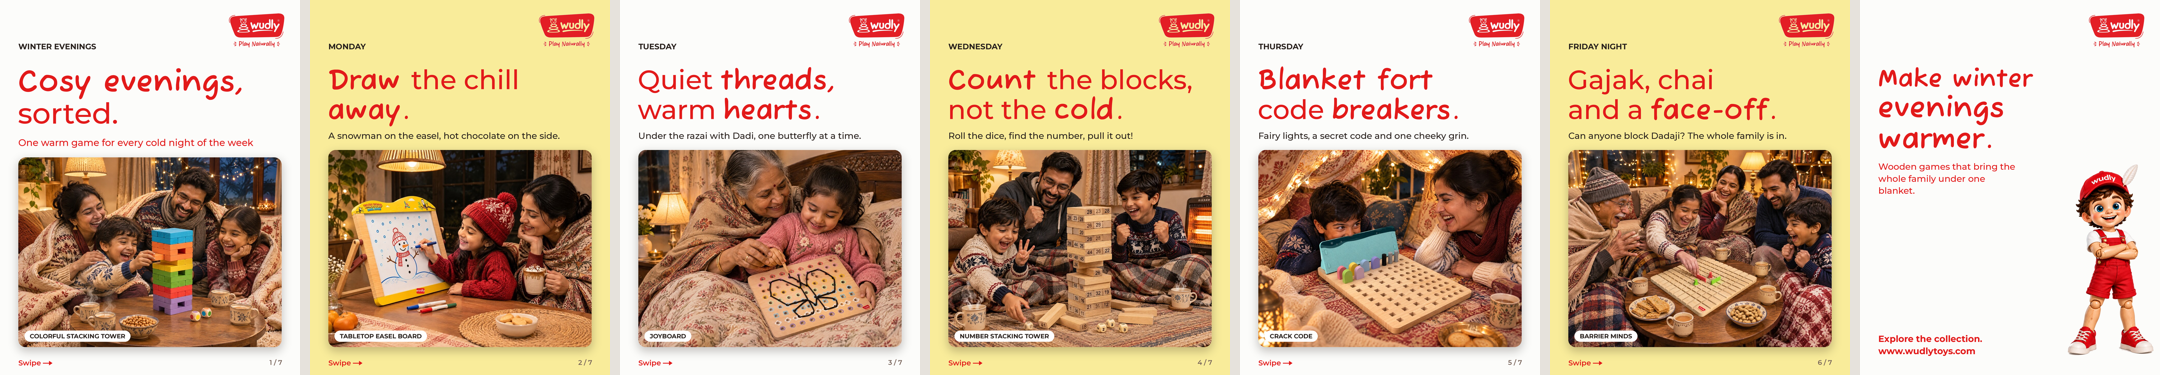 wudly
Play Naturally
WINTER EVENINGS
Cosy evenings,
sorted.
One warm game for every cold night of the week
COLORFUL STACKING TOWER
Swipe →
1 / 7
wudly
Play Naturally
MONDAY
Draw the chill
away.
A snowman on the easel, hot chocolate on the side.
TABLETOP EASEL BOARD
Swipe →
2 / 7
wudly
Play Naturally
TUESDAY
Quiet threads,
warm hearts.
Under the razai with Dadi, one butterfly at a time.
JOYBOARD
Swipe →
3 / 7
wudly
Play Naturally
WEDNESDAY
Count the blocks,
not the cold.
Roll the dice, find the number, pull it out!
NUMBER STACKING TOWER
Swipe →
4 / 7
wudly
Play Naturally
THURSDAY
Blanket fort
code breakers.
Fairy lights, a secret code and one cheeky grin.
CRACK CODE
Swipe →
5 / 7
wudly
Play Naturally
FRIDAY NIGHT
Gajak, chai
and a face-off.
Can anyone block Dadaji? The whole family is in.
BARRIER MINDS
Swipe →
6 / 7
wudly
Play Naturally
Make winter
evenings
warmer.
Wooden games that bring the
whole family under one
blanket.
wudly
Explore the collection.
www.wudlytoys.com